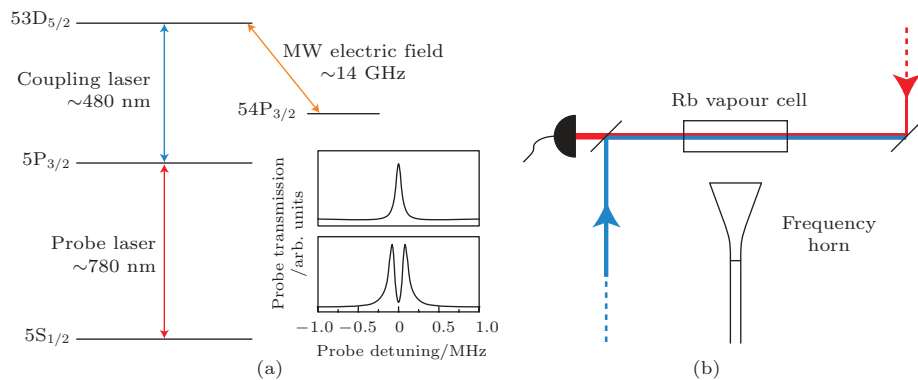 53D5/2
Coupling laser
~480 nm
MW electric field
~14 GHz
54P3/2
5P3/2
Probe laser
~780 nm
5S1/2
Probe transmission
/arb. units
−1.0 −0.5 0 0.5 1.0
Probe detuning/MHz
(a)
Rb vapour cell
Frequency
horn
(b)